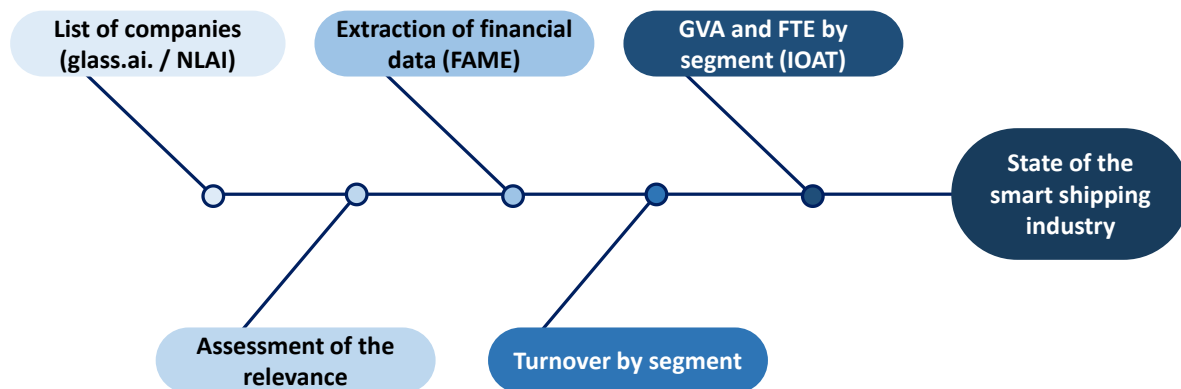 List of companies
(glass.ai. / NLAI)
Extraction of financial
data (FAME)
GVA and FTE by
segment (IOAT)
State of the
smart shipping
industry
Assessment of the
relevance
Turnover by segment